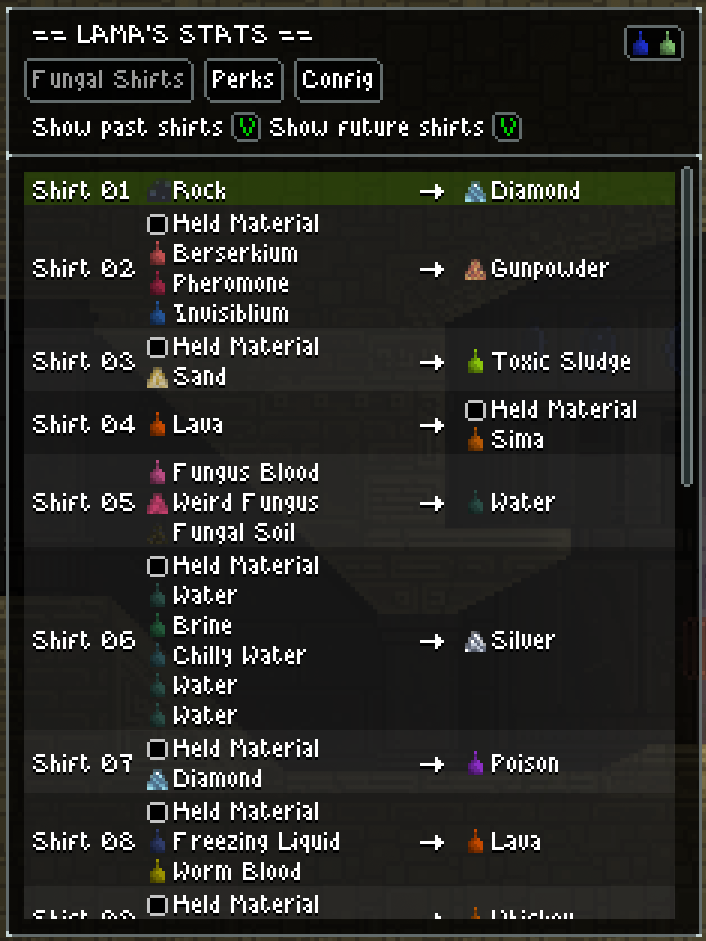 == LAMA'S STATS ==
Fungal Shifts Perks Config
Show past shifts V Show future shifts V
Shift 01 Rock → Diamond
Held Material
Berserkium
Shift 02 → Gunpowder
Pheromone
Invisiblium
Held Material
Shift 03 → Toxic Sludge
Sand
Held Material
Shift 04 Lava →
Sima
Fungus Blood
Shift 05 Weird Fungus → Water
Fungal Soil
Held Material
Water
Brine
Shift 06 → Silver
Chilly Water
Water
Water
Held Material
Shift 07 → Poison
Diamond
Held Material
Shift 08 Freezing Liquid → Lava
Worm Blood
Held Material